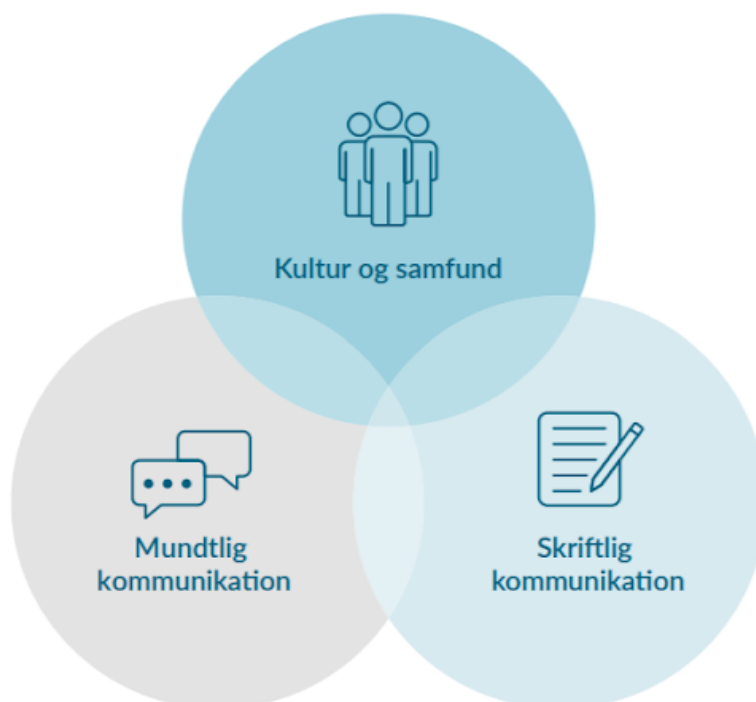 Kultur og samfund
Mundtlig
kommunikation
Skriftlig
kommunikation